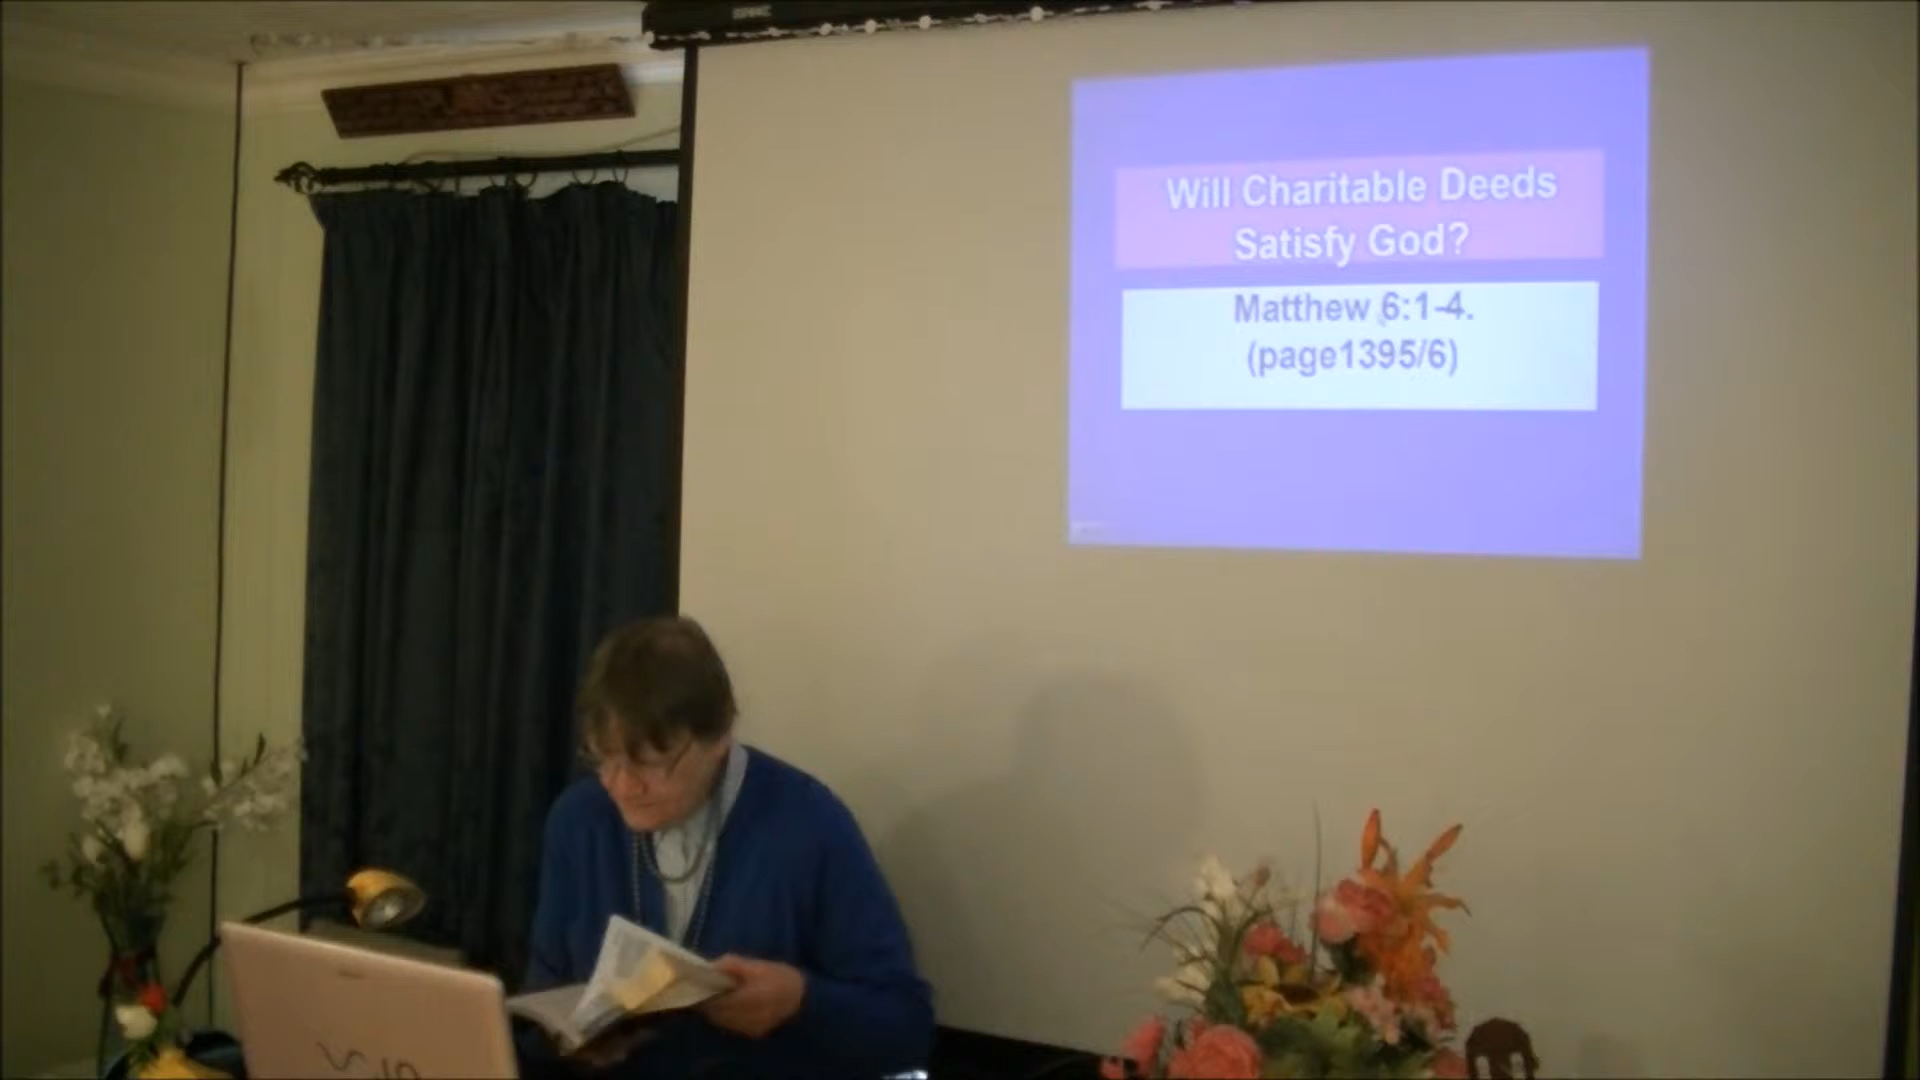 Will Charitable Deeds
Satisfy God?
Matthew 6:1-4.
(page1395/6)